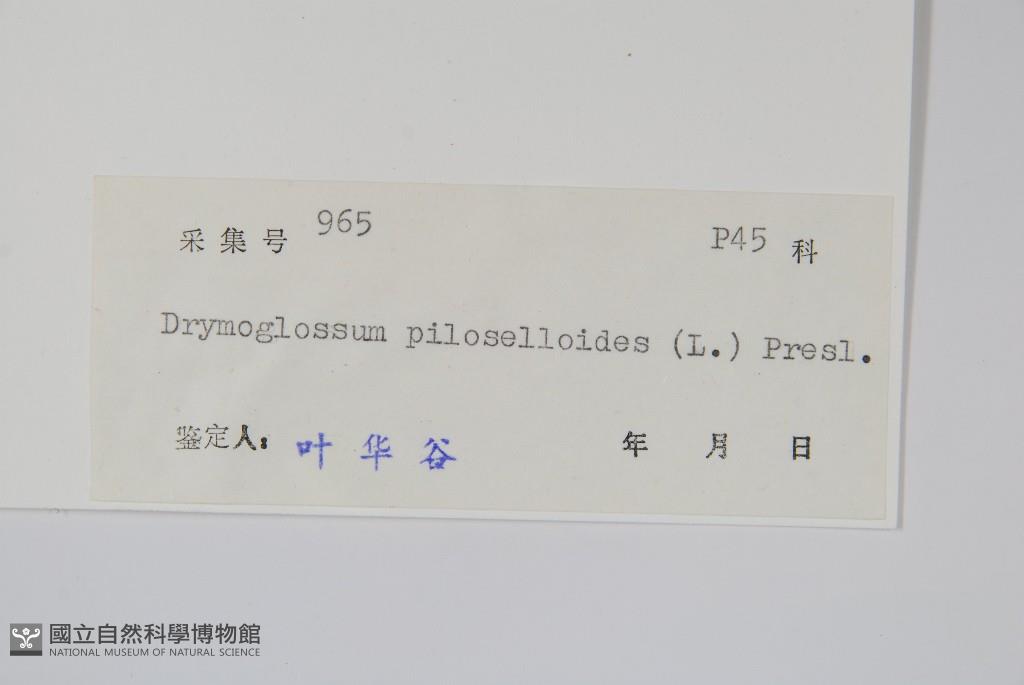 采集号 965 P45 科
Drymoglossum piloselloides (L.) Presl.
鉴定人: 叶华谷 年 月 日
國立自然科學博物館
NATIONAL MUSEUM OF NATURAL SCIENCE